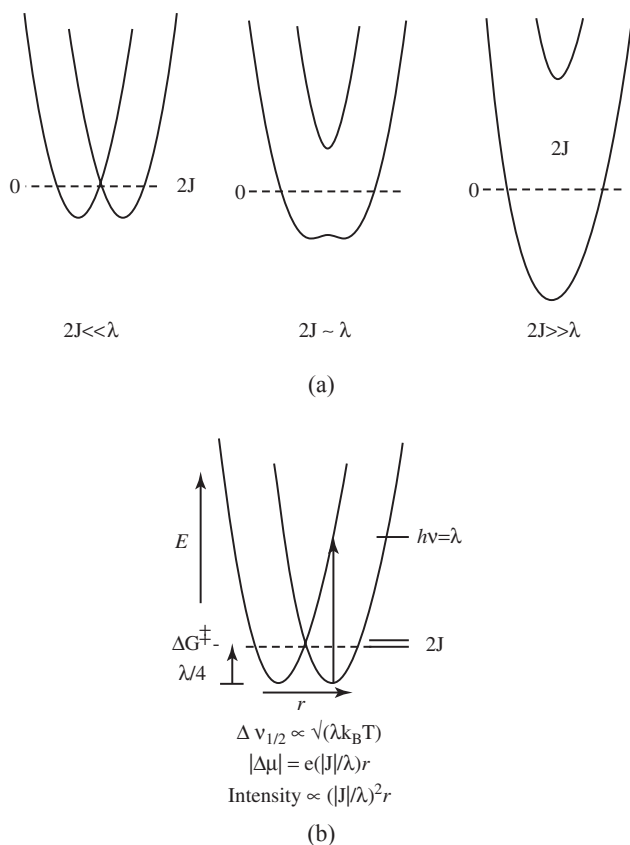 0 2J
0
0 2J
2J<<λ
2J ~ λ
2J>>λ
(a)
E
hν=λ
ΔG‡
2J
λ/4
r
Δ ν1/2 ∝ √(λkBT)
|Δμ| = e(|J|/λ)r
Intensity ∝ (|J|/λ)²r
(b)